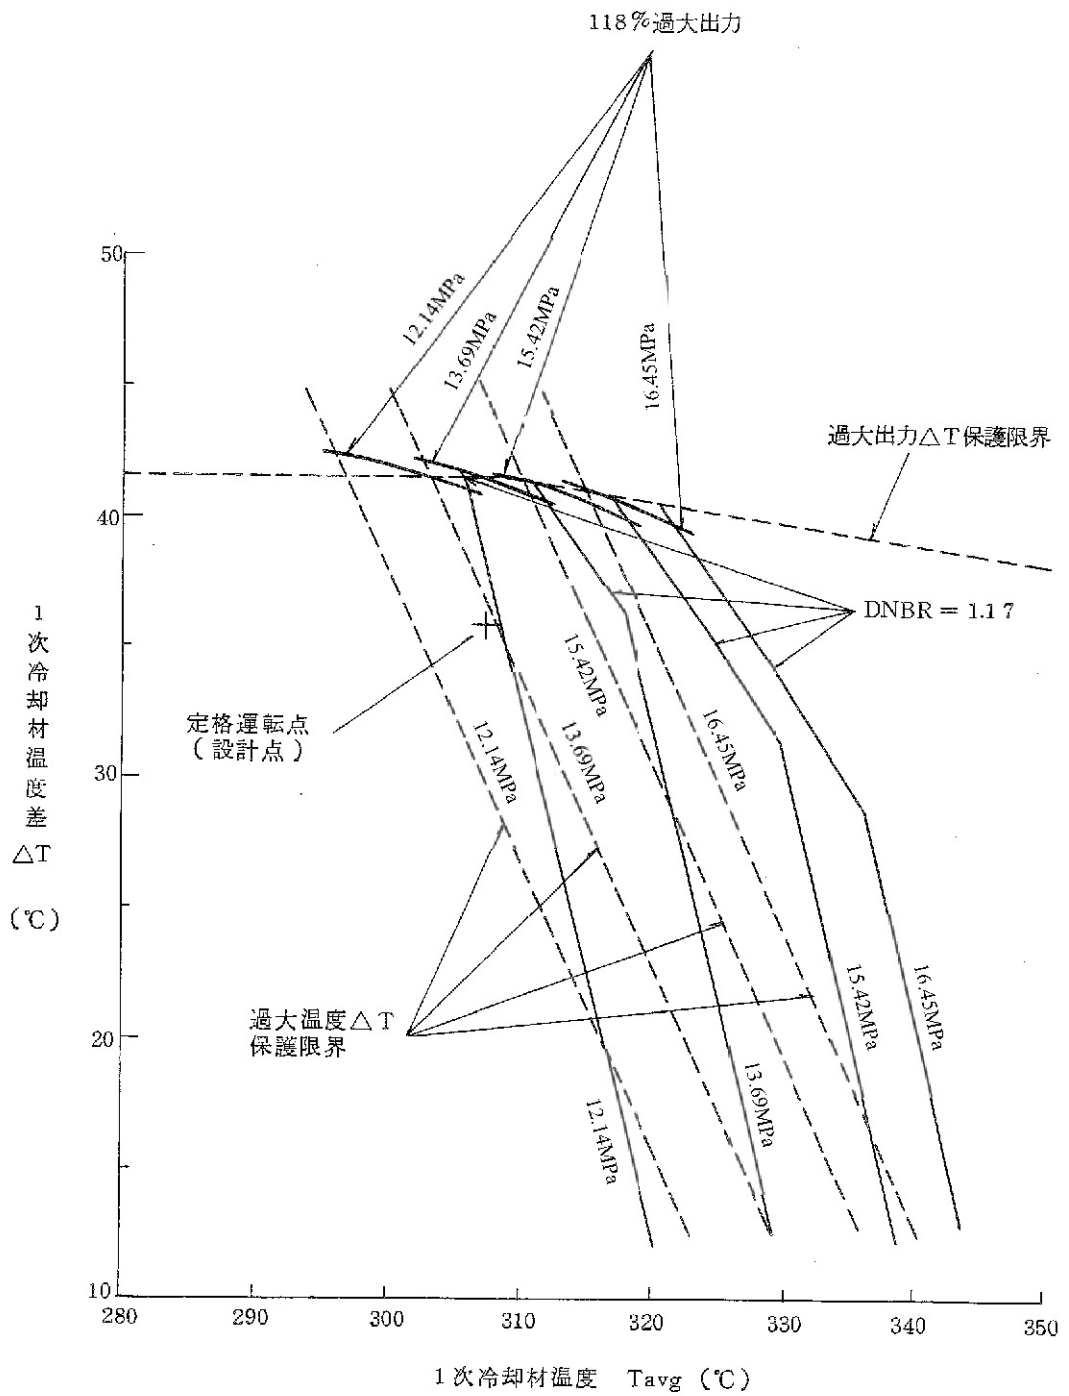 118%過大出力
50
12.14MPa
13.69MPa
15.42MPa
16.45MPa
過大出力△T保護限界
40
DNBR = 1.17
1次冷却材温度差
△T
(℃)
定格運転点
(設計点)
15.42MPa
12.14MPa
13.69MPa
16.45MPa
30
過大温度△T
保護限界
20
15.42MPa
16.45MPa
12.14MPa
13.69MPa
10
280
290
300
310
320
330
340
350
1次冷却材温度 Tavg (℃)